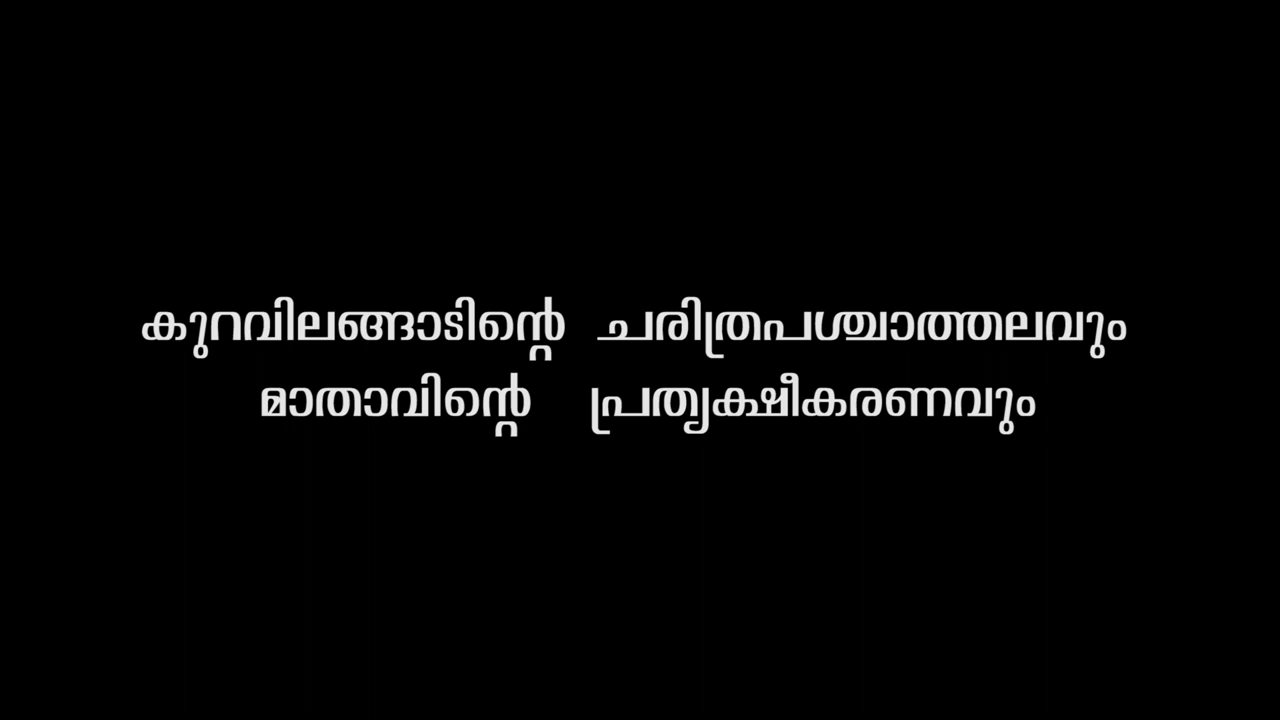 കുറവിലങ്ങാടിന്റെ ചരിത്രപശ്ചാത്തലവും
മാതാവിന്റെ പ്രത്യക്ഷീകരണവും